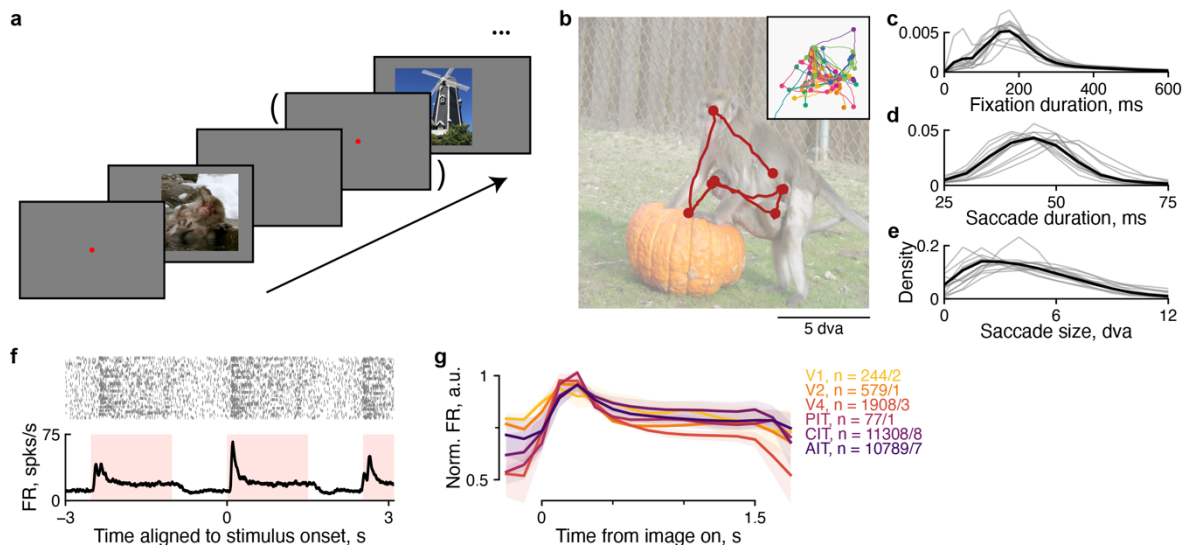 a
...
(
)
b
5 dva
c
0.005
0
0 200 400 600
Fixation duration, ms
d
0.05
0
25 50 75
Saccade duration, ms
e
0.2
0
Density
0 6 12
Saccade size, dva
f
75
0
FR, spks/s
-3 0 3
Time aligned to stimulus onset, s
g
1
0.5
Norm. FR, a.u.
0 1.5
Time from image on, s
V1, n = 244/2
V2, n = 579/1
V4, n = 1908/3
PIT, n = 77/1
CIT, n = 11308/8
AIT, n = 10789/7